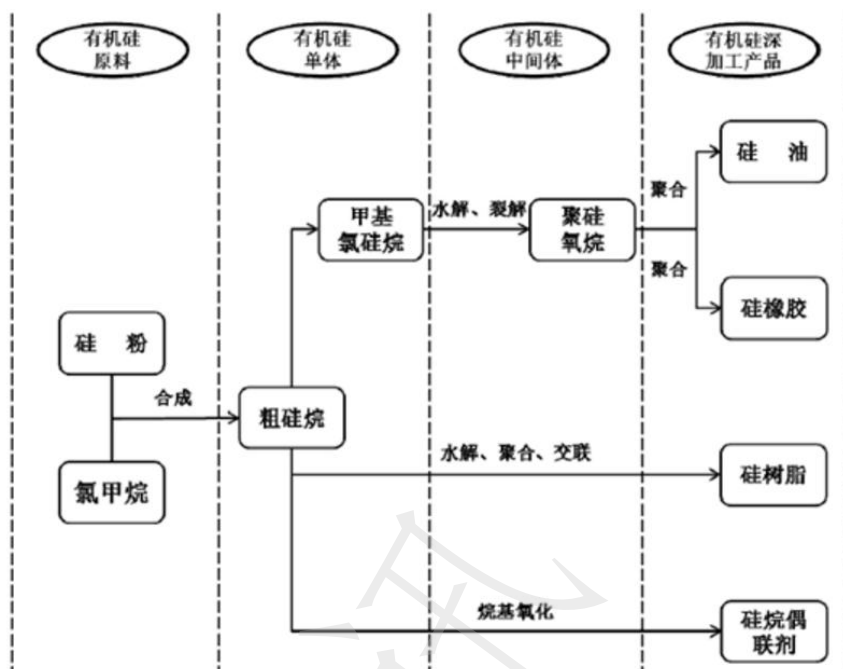 有机硅
原料
有机硅
单体
有机硅
中间体
有机硅深
加工产品
硅 油
聚合
甲基
氯硅烷
水解、裂解
聚硅
氧烷
聚合
硅橡胶
硅 粉
合成
粗硅烷
氯甲烷
水解、聚合、交联
硅树脂
烷基氧化
硅烷偶
联剂